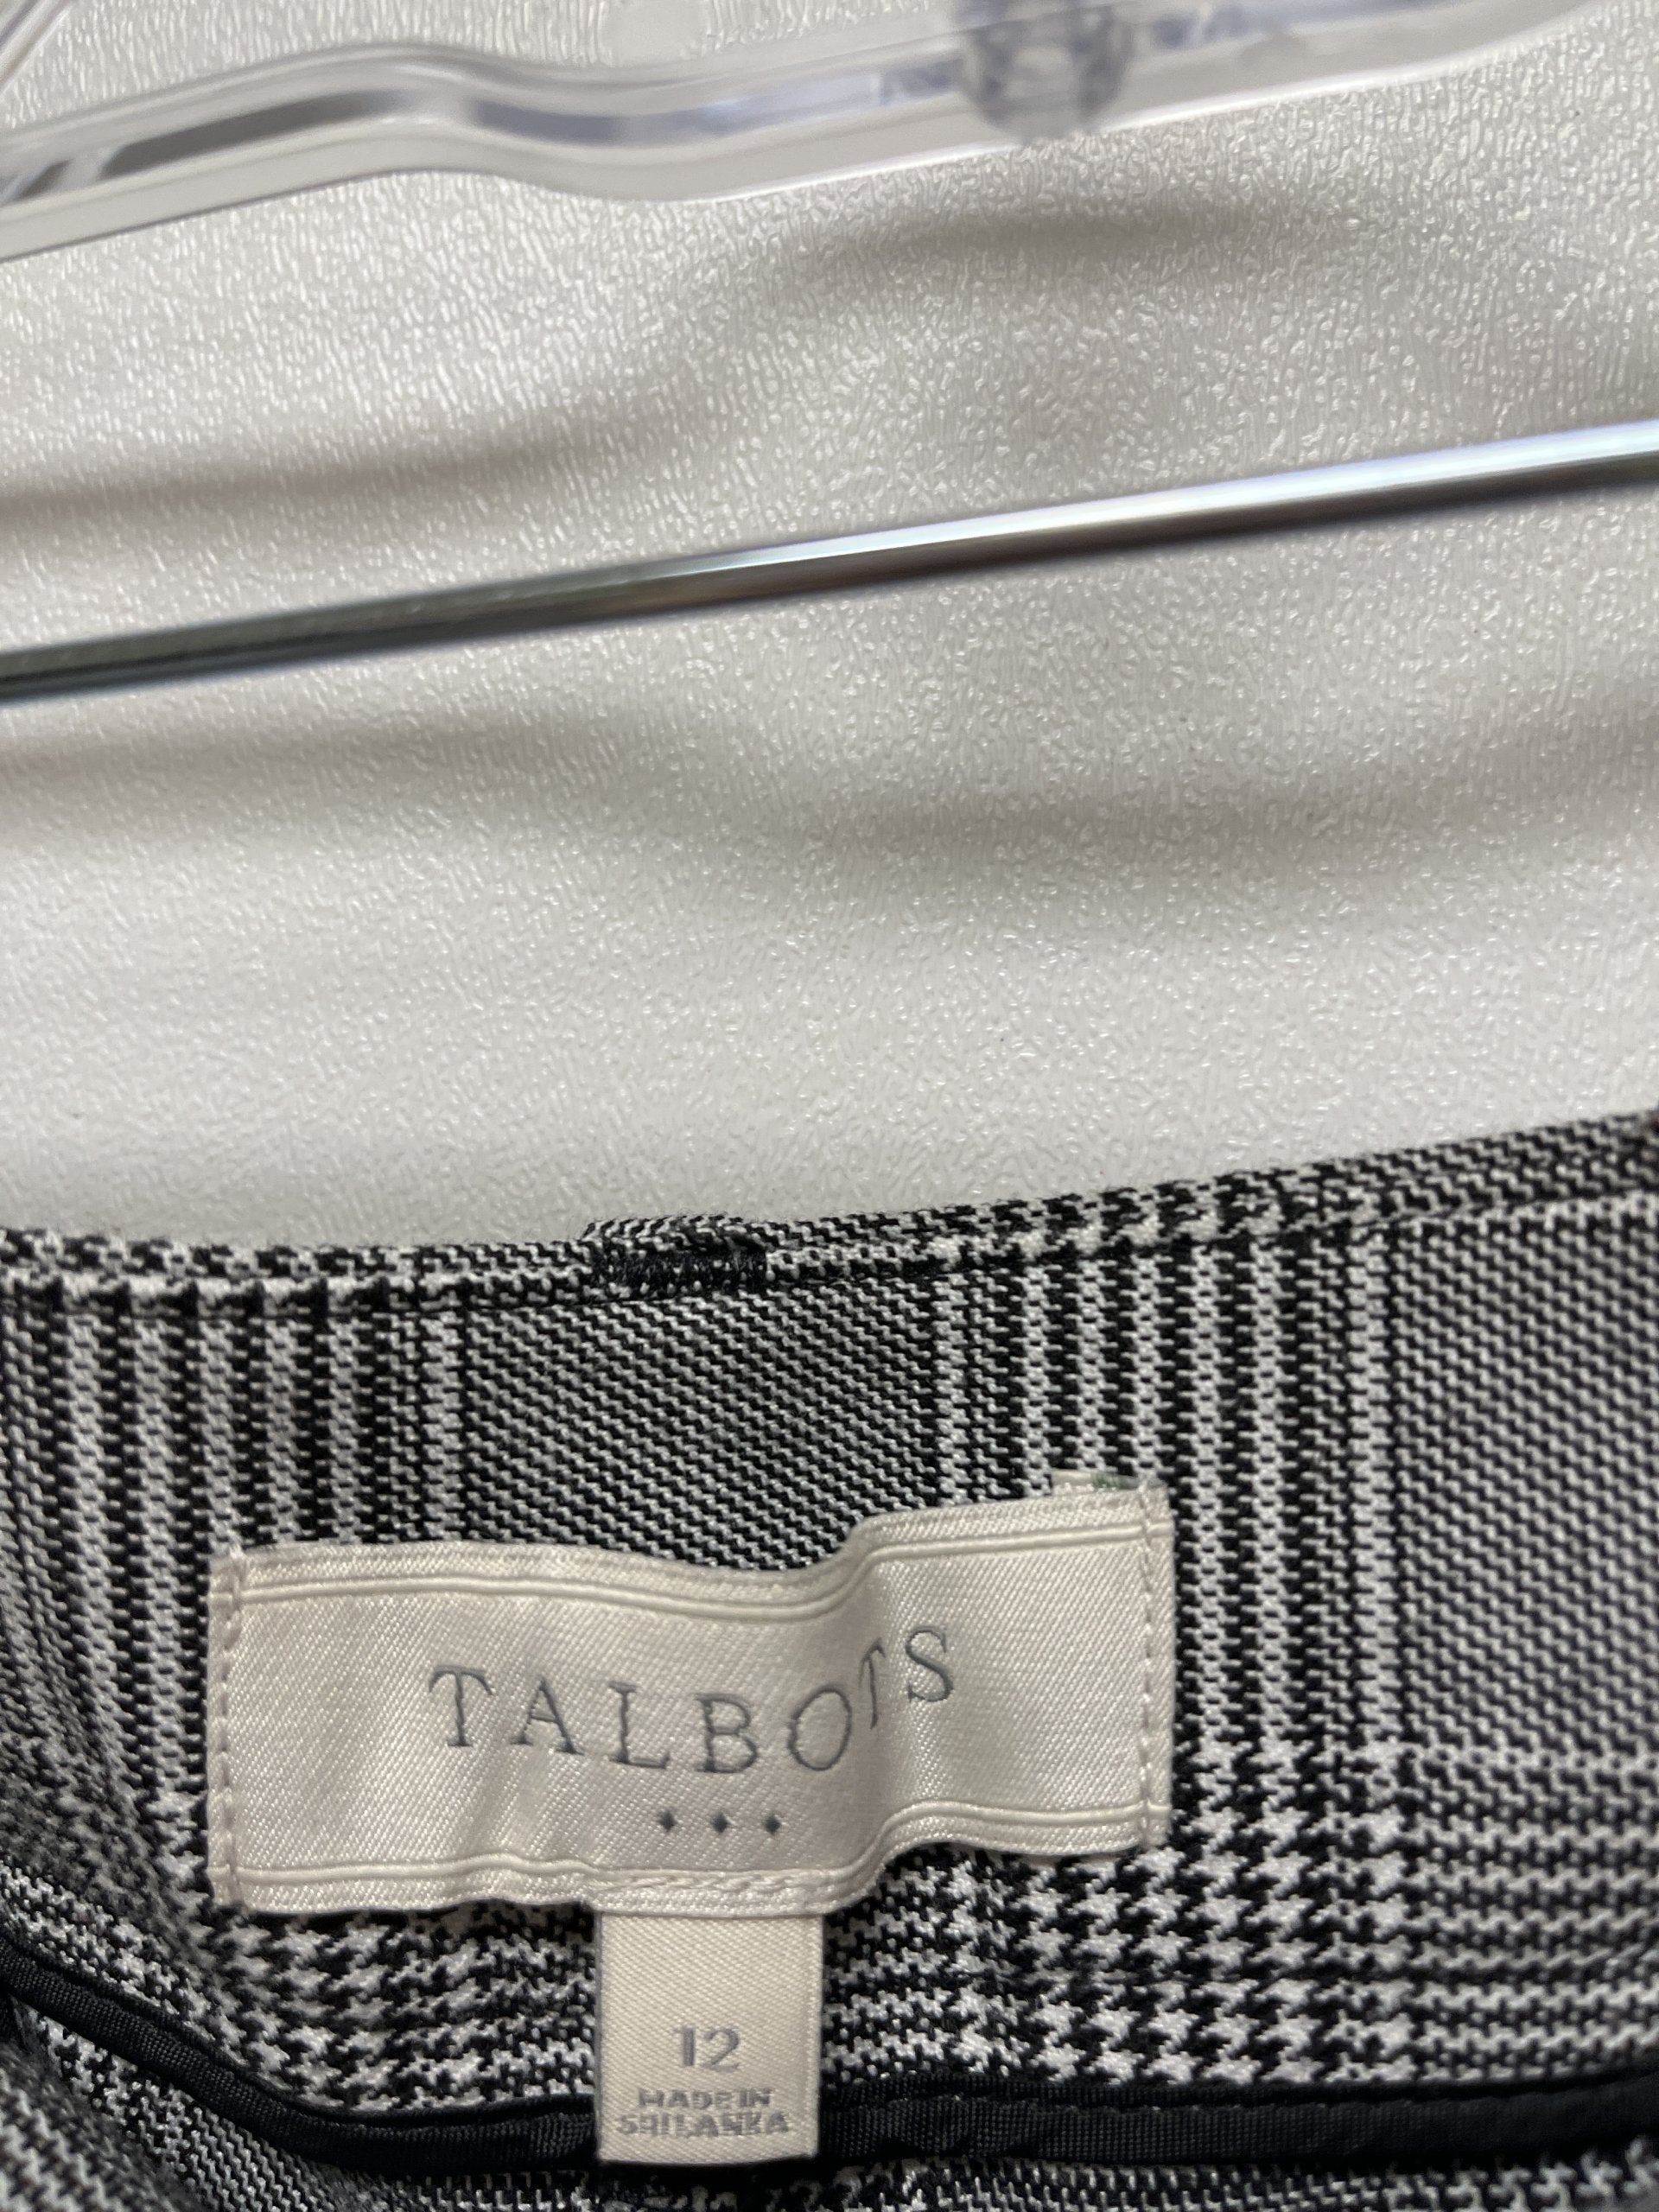 TALBOTS
12
MADE IN
SRI LANKA